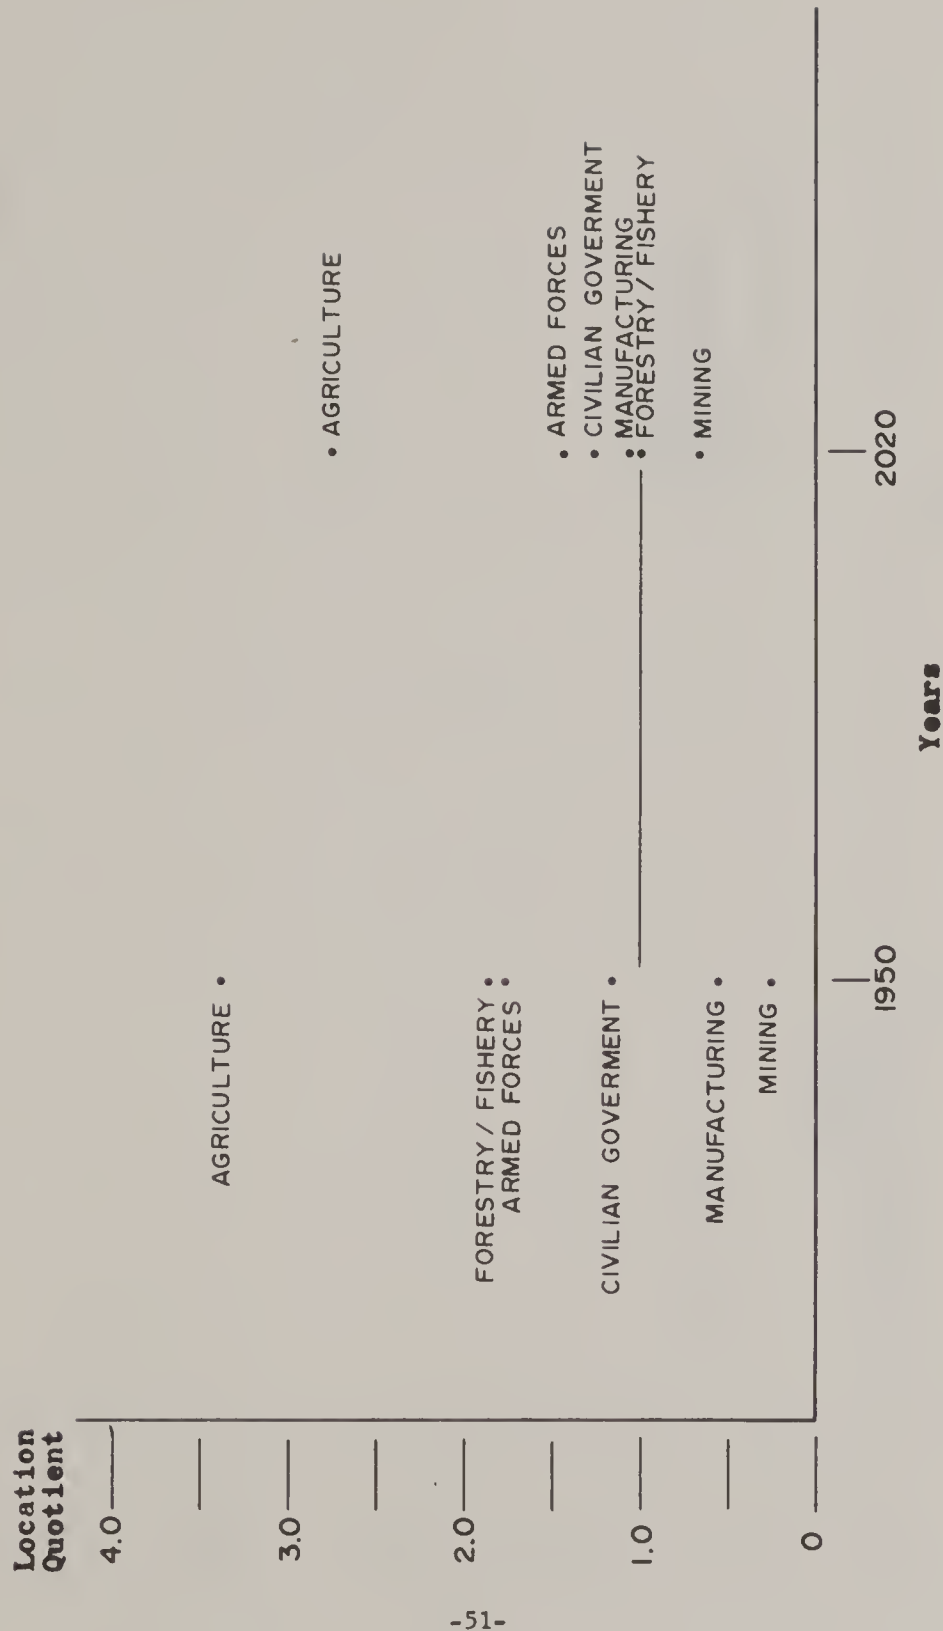 Location
Quotient
4.0
3.0
2.0
1.0
0
AGRICULTURE
FORESTRY / FISHERY
ARMED FORCES
CIVILIAN GOVERMENT
MANUFACTURING
MINING
AGRICULTURE
ARMED FORCES
CIVILIAN GOVERMENT
MANUFACTURING
FORESTRY / FISHERY
MINING
1950
2020
Years
-51-